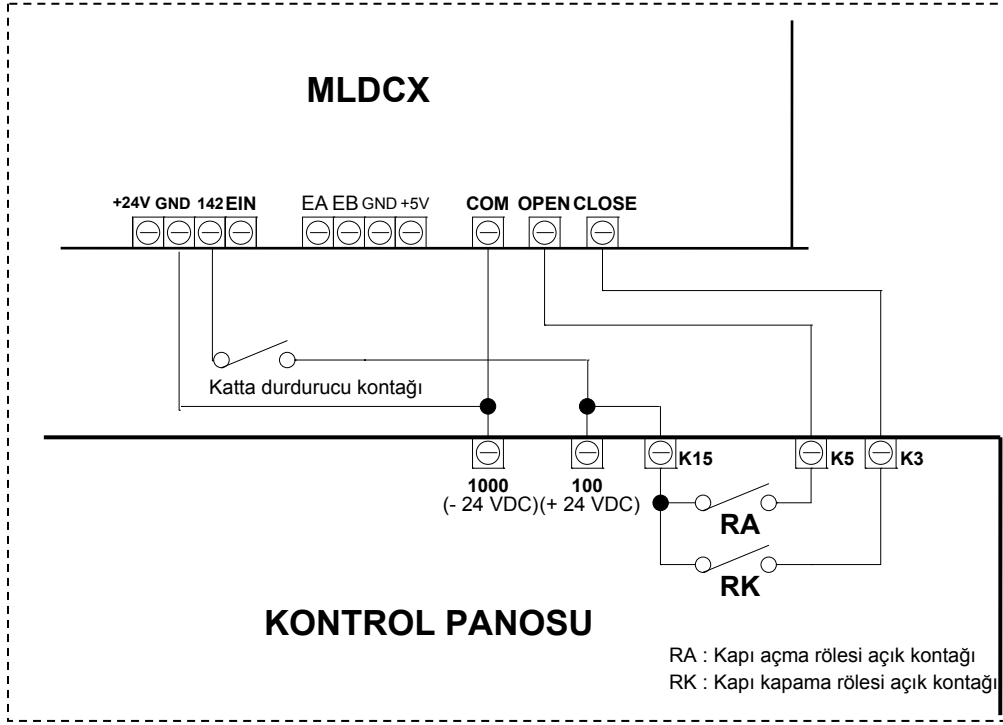 MLDCX
+24V GND 142 EIN EA EB GND +5V COM OPEN CLOSE
Katta durdurucu kontağı
K15 K5 K3
1000 100
(- 24 VDC) (+ 24 VDC)
RA
RK
KONTROL PANOSU
RA : Kapı açma rölesi açık kontağı
RK : Kapı kapama rölesi açık kontağı